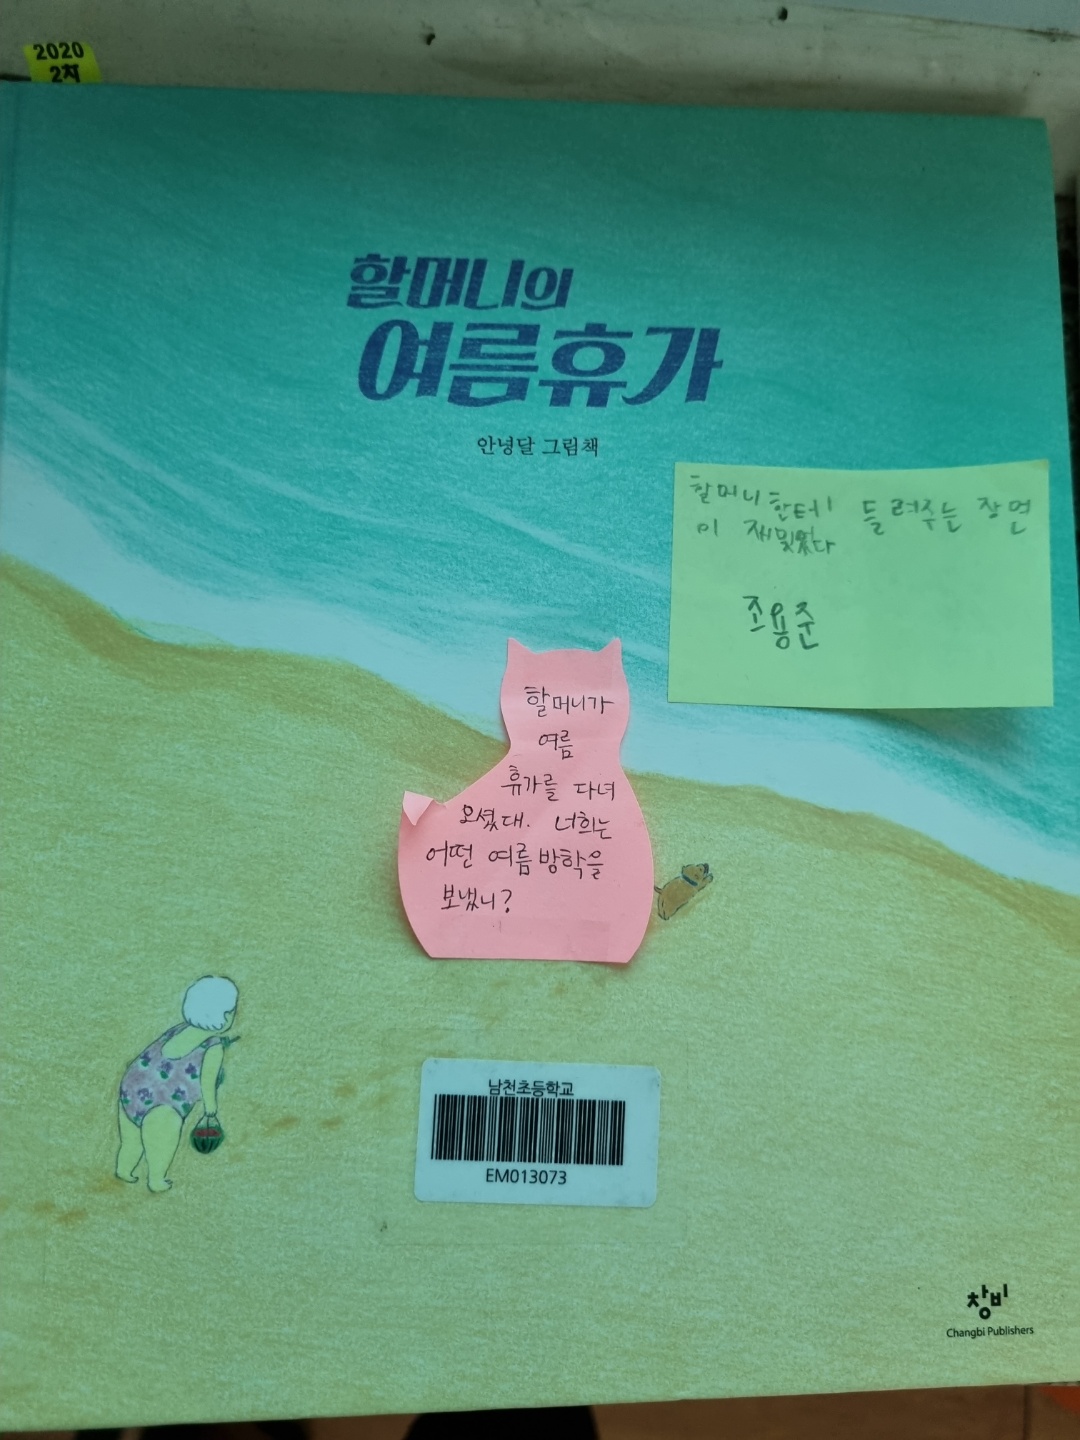 2020
2차
할머니의
여름휴가
안녕달 그림책
할머니 한테 들려주는 장면
이 재밌었다
조용준
할머니가
여름
휴가를 다녀
오셨대. 너희는
어떤 여름방학을
보냈니?
남천초등학교
EM013073
창비
Changbi Publishers